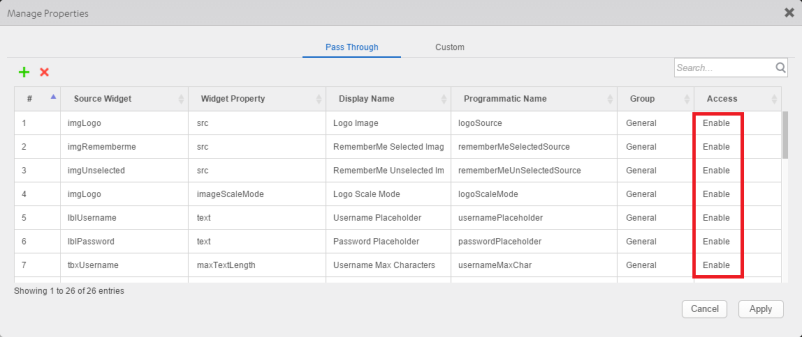 Manage Properties
Pass Through Custom
Search...
# Source Widget Widget Property Display Name Programmatic Name Group Access
1 imgLogo src Logo Image logoSource General Enable
2 imgRememberme src RememberMe Selected Imag rememberMeSelectedSource General Enable
3 imgUnselected src RememberMe Unselected Im rememberMeUnSelectedSource General Enable
4 imgLogo imageScaleMode Logo Scale Mode logoScaleMode General Enable
5 lblUsername text Username Placeholder usernamePlaceholder General Enable
6 lblPassword text Password Placeholder passwordPlaceholder General Enable
7 tbxUsername maxTextLength Username Max Characters usernameMaxChar General Enable
Showing 1 to 26 of 26 entries
Cancel Apply